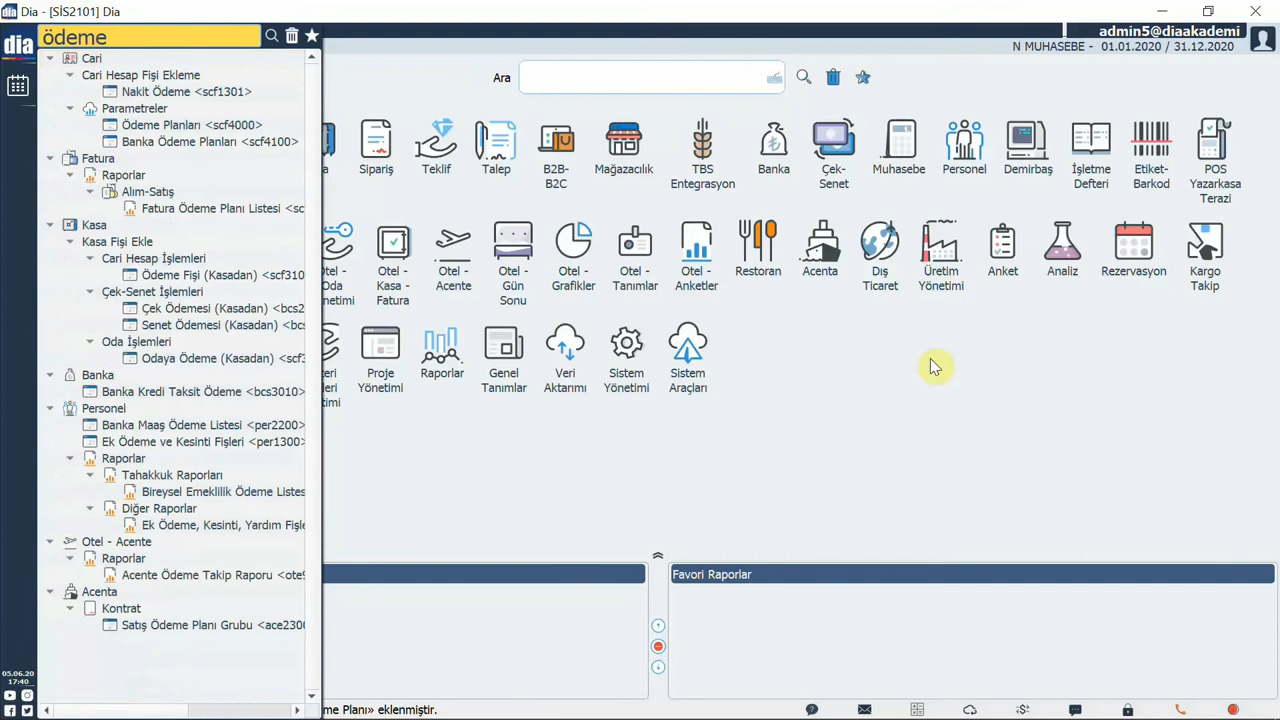 Dia - [SİS2101] Dia
dia
ödeme
admin5@diaakademi
N MUHASEBE - 01.01.2020 / 31.12.2020
Cari
Cari Hesap Fişi Ekleme
Nakit Ödeme <scf1301>
Parametreler
Ödeme Planları <scf4000>
Banka Ödeme Planları <scf4100>
Fatura
Raporlar
Alım-Satış
Fatura Ödeme Planı Listesi <sc
Kasa
Kasa Fişi Ekle
Cari Hesap İşlemleri
Ödeme Fişi (Kasadan) <scf310
Çek-Senet İşlemleri
Çek Ödemesi (Kasadan) <bcs2
Senet Ödemesi (Kasadan) <bcs
Oda İşlemleri
Odaya Ödeme (Kasadan) <scf3
Banka
Banka Kredi Taksit Ödeme <bcs3010>
Personel
Banka Maaş Ödeme Listesi <per2200>
Ek Ödeme ve Kesinti Fişleri <per1300>
Raporlar
Tahakkuk Raporları
Bireysel Emeklilik Ödeme Listes
Diğer Raporlar
Ek Ödeme, Kesinti, Yardım Fişle
Otel - Acente
Raporlar
Acente Ödeme Takip Raporu <ote9
Acenta
Kontrat
Satış Ödeme Planı Grubu <ace2300
Ara
Sipariş
Teklif
Talep
B2B-
B2C
Mağazacılık
TBS
Entegrasyon
Banka
Çek-
Senet
Muhasebe
Personel
Demirbaş
İşletme
Defteri
Etiket-
Barkod
POS
Yazarkasa
Terazi
Otel -
Oda
netimi
Otel -
Kasa -
Fatura
Otel -
Acente
Otel -
Gün
Sonu
Otel -
Grafikler
Otel -
Tanımlar
Otel -
Anketler
Restoran
Acenta
Dış
Ticaret
Üretim
Yönetimi
Anket
Analiz
Rezervasyon
Kargo
Takip
Proje
Yönetimi
Raporlar
Genel
Tanımlar
Veri
Aktarımı
Sistem
Yönetimi
Sistem
Araçları
Favori Raporlar
05.06.20
17:40
me Planı» eklenmiştir.